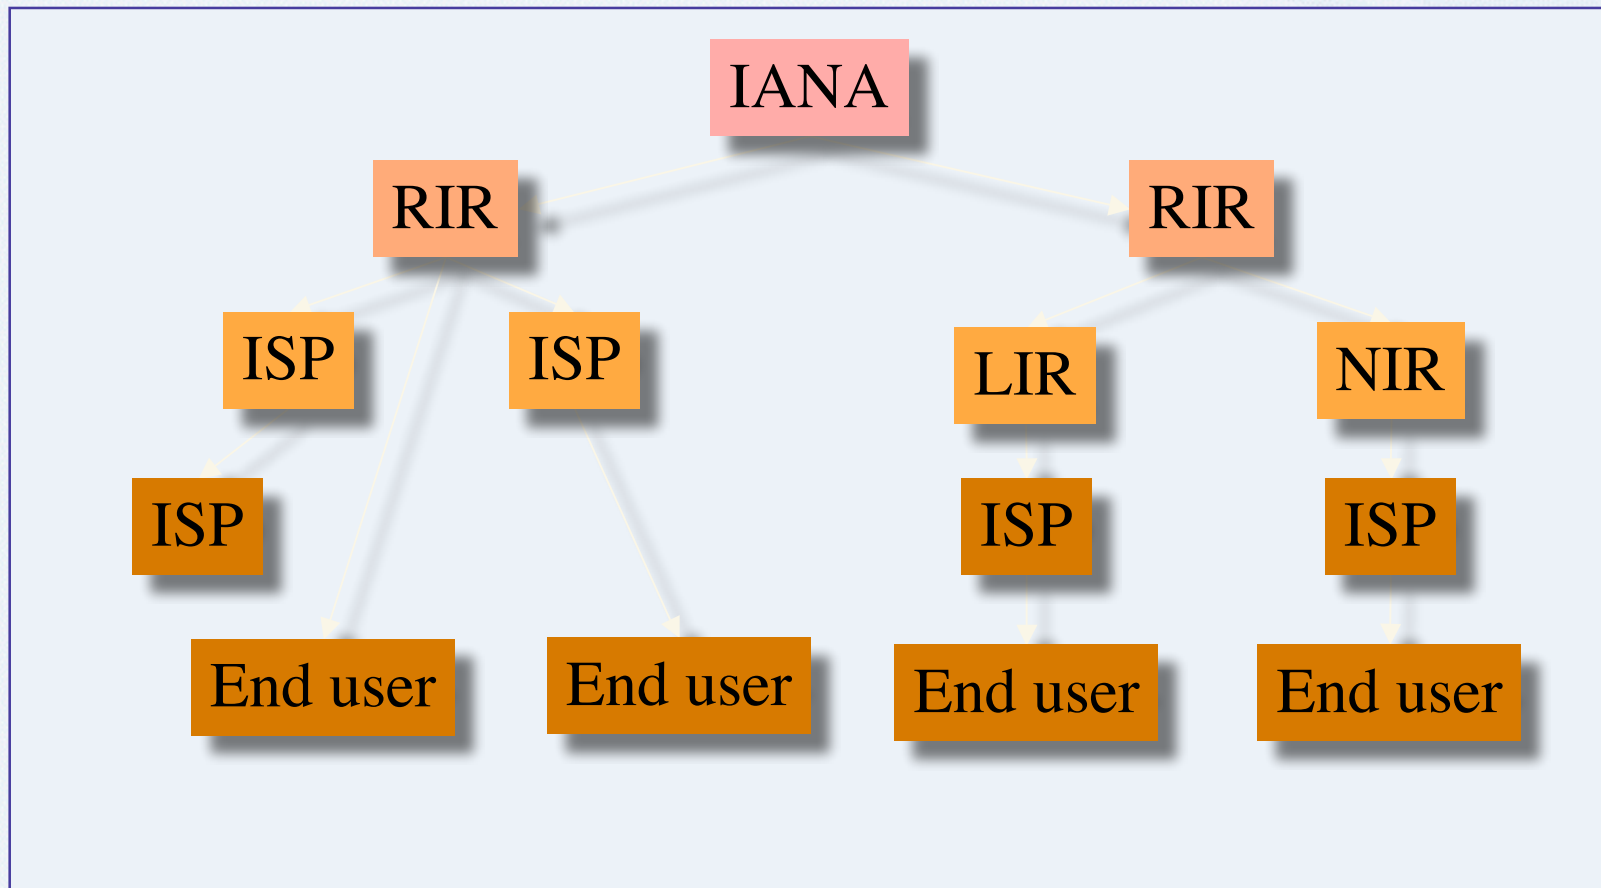 IANA
RIR
RIR
ISP
ISP
LIR
NIR
ISP
ISP
ISP
End user
End user
End user
End user